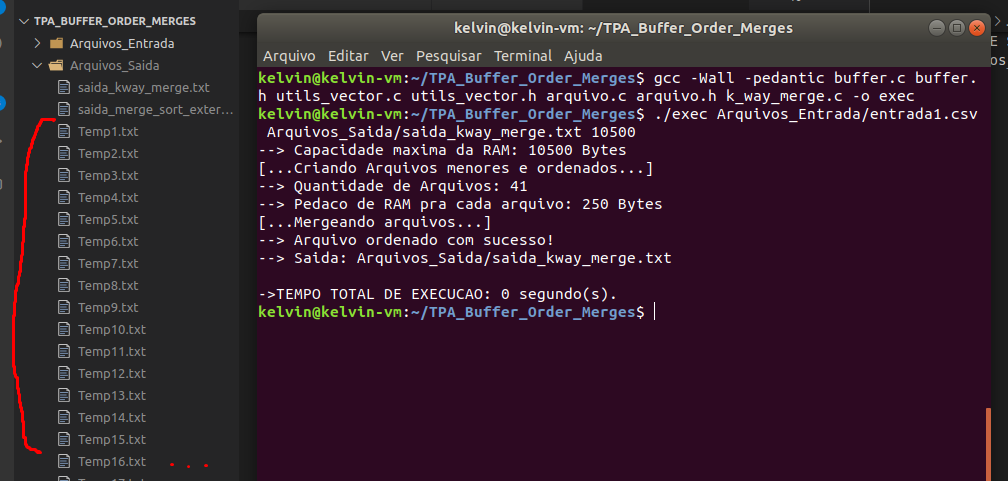 TPA_BUFFER_ORDER_MERGES
Arquivos_Entrada
Arquivos_Saida
saida_kway_merge.txt
saida_merge_sort_exter...
Temp1.txt
Temp2.txt
Temp3.txt
Temp4.txt
Temp5.txt
Temp6.txt
Temp7.txt
Temp8.txt
Temp9.txt
Temp10.txt
Temp11.txt
Temp12.txt
Temp13.txt
Temp14.txt
Temp15.txt
Temp16.txt
kelvin@kelvin-vm: ~/TPA_Buffer_Order_Merges
Arquivo Editar Ver Pesquisar Terminal Ajuda
kelvin@kelvin-vm:~/TPA_Buffer_Order_Merges$ gcc -Wall -pedantic buffer.c buffer.
h utils_vector.c utils_vector.h arquivo.c arquivo.h k_way_merge.c -o exec
kelvin@kelvin-vm:~/TPA_Buffer_Order_Merges$ ./exec Arquivos_Entrada/entrada1.csv
Arquivos_Saida/saida_kway_merge.txt 10500
--> Capacidade maxima da RAM: 10500 Bytes
[...Criando Arquivos menores e ordenados...]
--> Quantidade de Arquivos: 41
--> Pedaco de RAM pra cada arquivo: 250 Bytes
[...Mergeando arquivos...]
--> Arquivo ordenado com sucesso!
--> Saida: Arquivos_Saida/saida_kway_merge.txt
->TEMPO TOTAL DE EXECUCAO: 0 segundo(s).
kelvin@kelvin-vm:~/TPA_Buffer_Order_Merges$